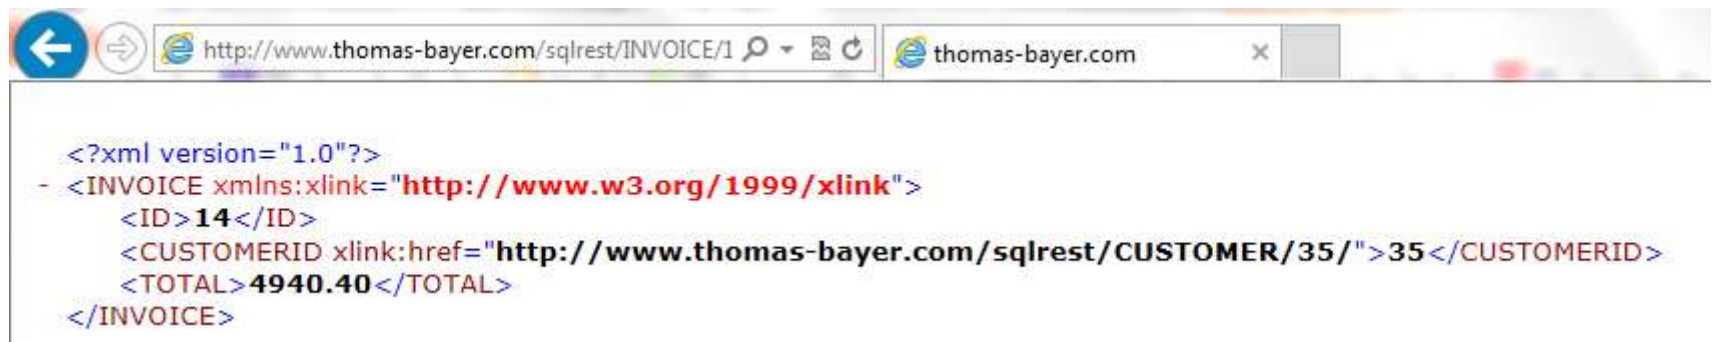 http://www.thomas-bayer.com/sqlrest/INVOICE/1 thomas-bayer.com
<?xml version="1.0"?>
- <INVOICE xmlns:xlink="http://www.w3.org/1999/xlink">
<ID>14</ID>
<CUSTOMERID xlink:href="http://www.thomas-bayer.com/sqlrest/CUSTOMER/35/">35</CUSTOMERID>
<TOTAL>4940.40</TOTAL>
</INVOICE>